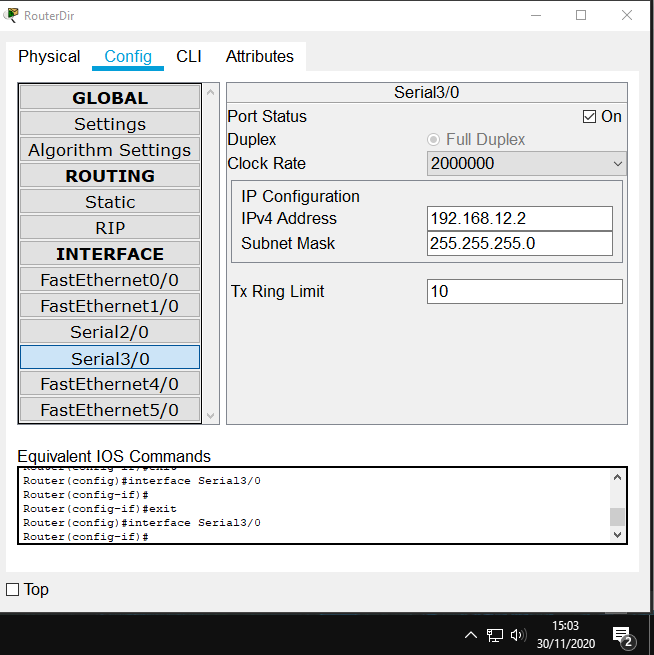 RouterDir
Physical Config CLI Attributes
GLOBAL
Settings
Algorithm Settings
ROUTING
Static
RIP
INTERFACE
FastEthernet0/0
FastEthernet1/0
Serial2/0
Serial3/0
FastEthernet4/0
FastEthernet5/0
Serial3/0
Port Status On
Duplex Full Duplex
Clock Rate 2000000
IP Configuration
IPv4 Address 192.168.12.2
Subnet Mask 255.255.255.0
Tx Ring Limit 10
Equivalent IOS Commands
Router(config-if)#exit
Router(config)#interface Serial3/0
Router(config-if)#
Router(config-if)#exit
Router(config)#interface Serial3/0
Router(config-if)#
Top
15:03
30/11/2020
2